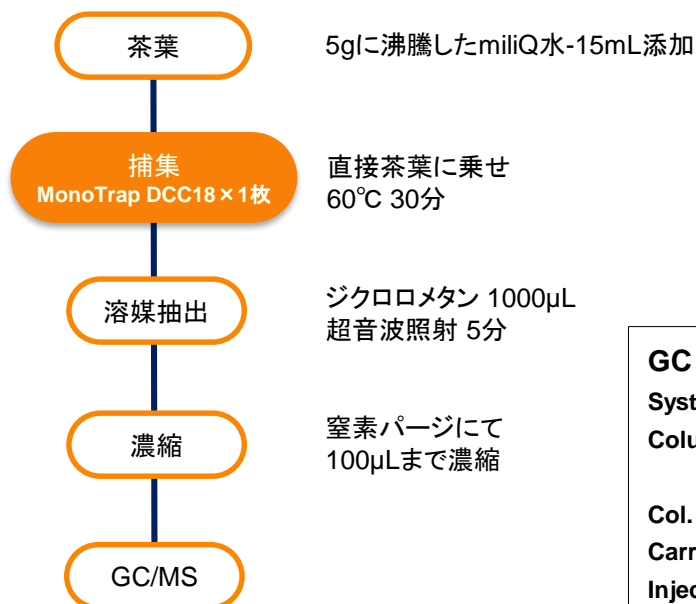 茶葉
5gに沸騰したmiliQ水-15mL添加
捕集
MonoTrap DCC18×1枚
直接茶葉に乗せ
60℃ 30分
溶媒抽出
ジクロロメタン 1000µL
超音波照射 5分
濃縮
窒素パージにて
100µLまで濃縮
GC/MS
GC
Syst
Colu
Col.
Carr
Injec